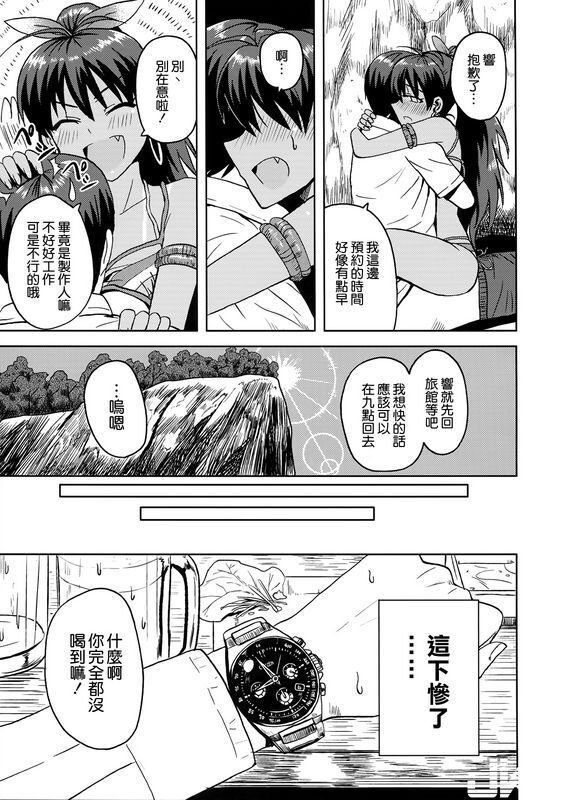 響
抱歉了…
我這邊
預約的時間
好像有點早
啊…
別、
別在意啦！
畢竟是製作人嘛
不好好工作
可是不行的哦
響就先回
旅館等吧
我想快的話
應該可以
在九點回去
…嗚嗯
這下慘了
……
什麼啊
你完全都沒
喝到嘛！